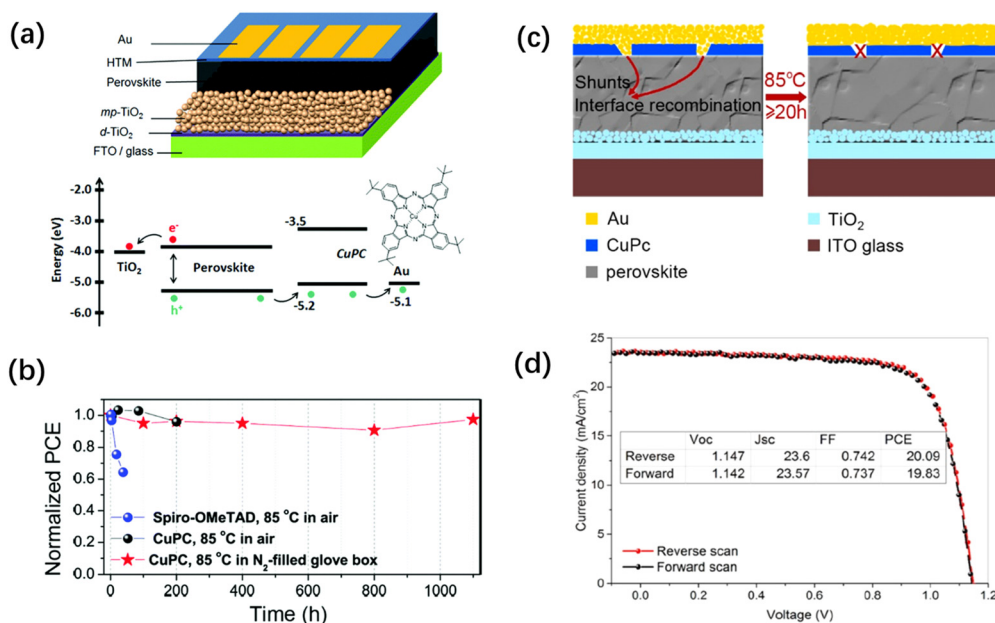 (a)
Au
HTM
Perovskite
mp-TiO₂
d-TiO₂
FTO / glass
Energy (eV)
-2.0
-3.0
-4.0
-5.0
-6.0
e⁻
TiO₂
Perovskite
h⁺
-3.5
CuPC
-5.2
Au
-5.1
N
N
N
N
N
N
N
N
Cu
(b)
Normalized PCE
1.0
0.8
0.6
0.4
0.2
0.0
Spiro-OMeTAD, 85 °C in air
CuPC, 85 °C in air
CuPC, 85 °C in N₂-filled glove box
0 200 400 600 800 1000
Time (h)
(c)
Shunts
Interface recombination
85℃
≥20h
X X
Au
CuPc
perovskite
TiO₂
ITO glass
(d)
Current density (mA/cm²)
25
20
15
10
5
0
Voc Jsc FF PCE
Reverse 1.147 23.6 0.742 20.09
Forward 1.142 23.57 0.737 19.83
Reverse scan
Forward scan
0.0 0.2 0.4 0.6 0.8 1.0 1.2
Voltage (V)